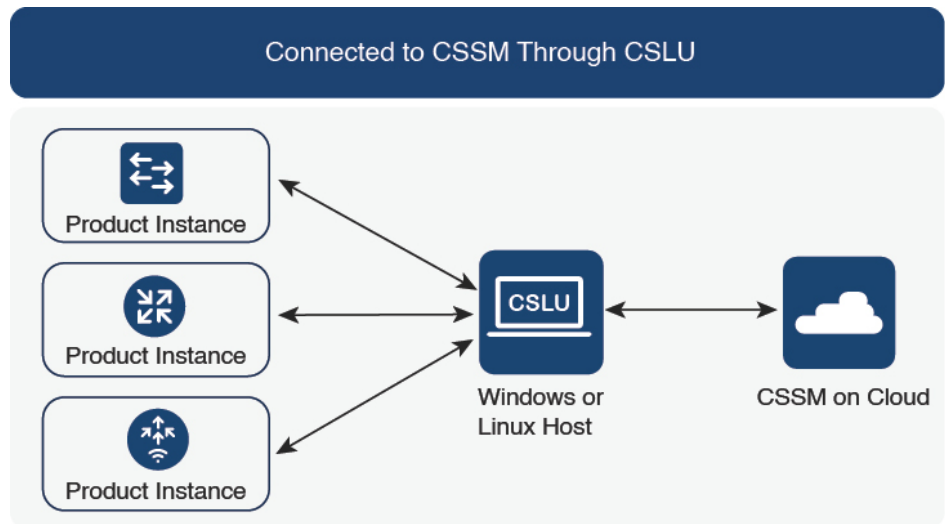 Connected to CSSM Through CSLU
Product Instance
Product Instance
Product Instance
CSLU
Windows or
Linux Host
CSSM on Cloud